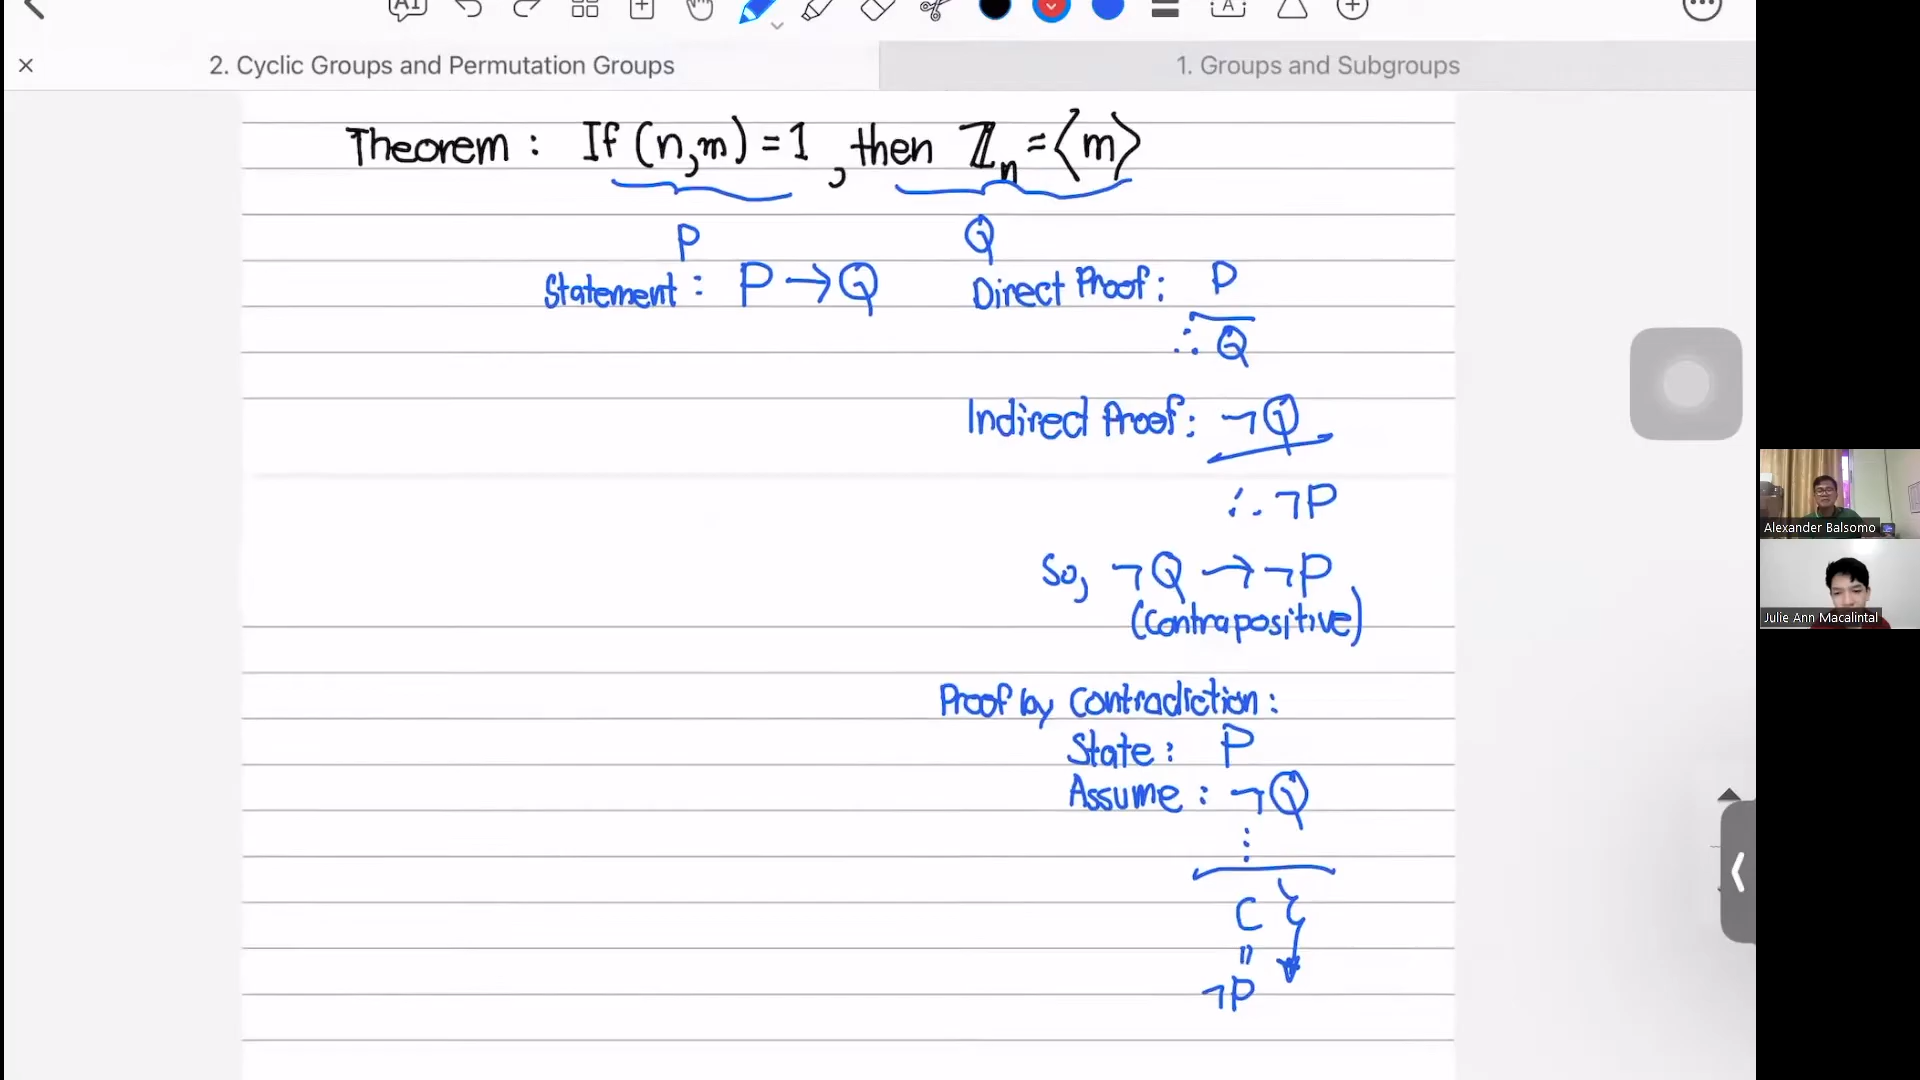 2. Cyclic Groups and Permutation Groups
1. Groups and Subgroups
Theorem : If (n,m) = 1 , then ℤn = ⟨m⟩
P Q
Statement : P → Q
Direct Proof : P
∴ Q
Indirect Proof : ¬Q
∴ ¬P
So, ¬Q → ¬P
(contrapositive)
Proof by contradiction :
State : P
Assume : ¬Q
⋮
C
=
¬P
Alexander Balsomo
Julie Ann Macalintal